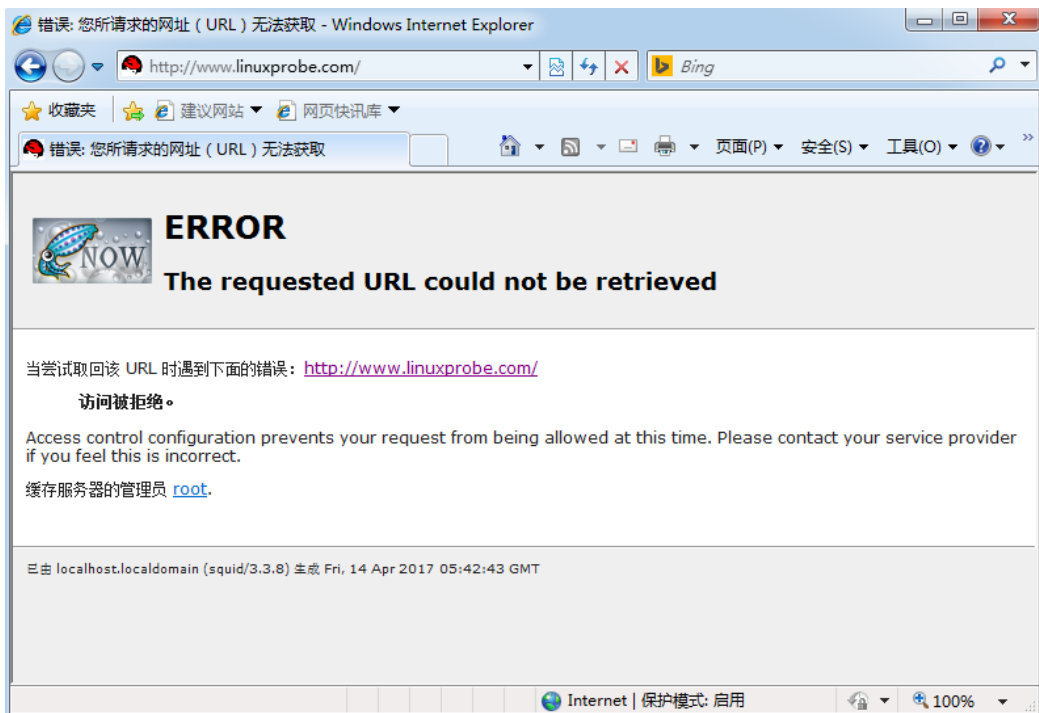 错误: 您所请求的网址 ( URL ) 无法获取 - Windows Internet Explorer
http://www.linuxprobe.com/
Bing
收藏夹 建议网站 网页快讯库
错误: 您所请求的网址 ( URL ) 无法获取 页面(P) 安全(S) 工具(O) »
NOW
ERROR
The requested URL could not be retrieved
当尝试取回该 URL 时遇到下面的错误: http://www.linuxprobe.com/
访问被拒绝。
Access control configuration prevents your request from being allowed at this time. Please contact your service provider
if you feel this is incorrect.
缓存服务器的管理员 root.
已由 localhost.localdomain (squid/3.3.8) 生成 Fri, 14 Apr 2017 05:42:43 GMT
Internet | 保护模式: 启用 100%